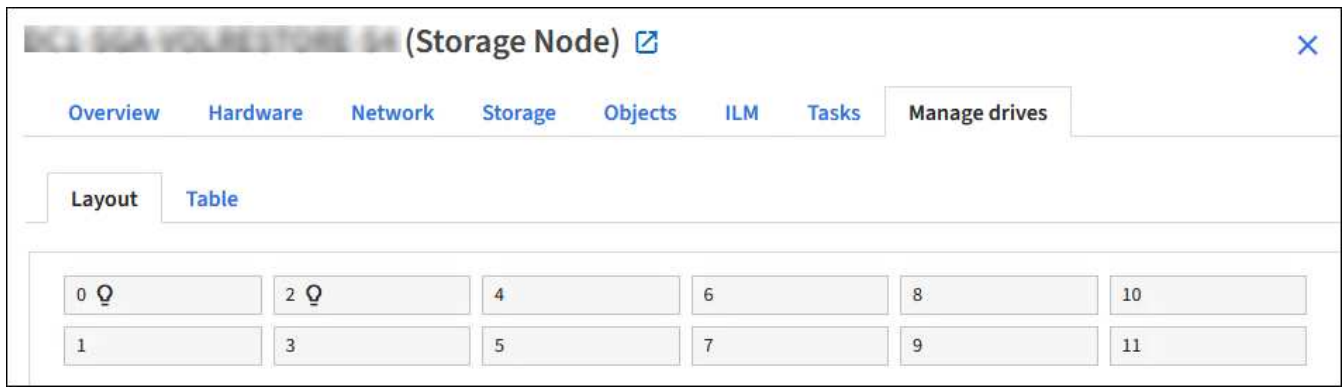 (Storage Node)
Overview Hardware Network Storage Objects ILM Tasks Manage drives
Layout Table
0 2 4 6 8 10
1 3 5 7 9 11